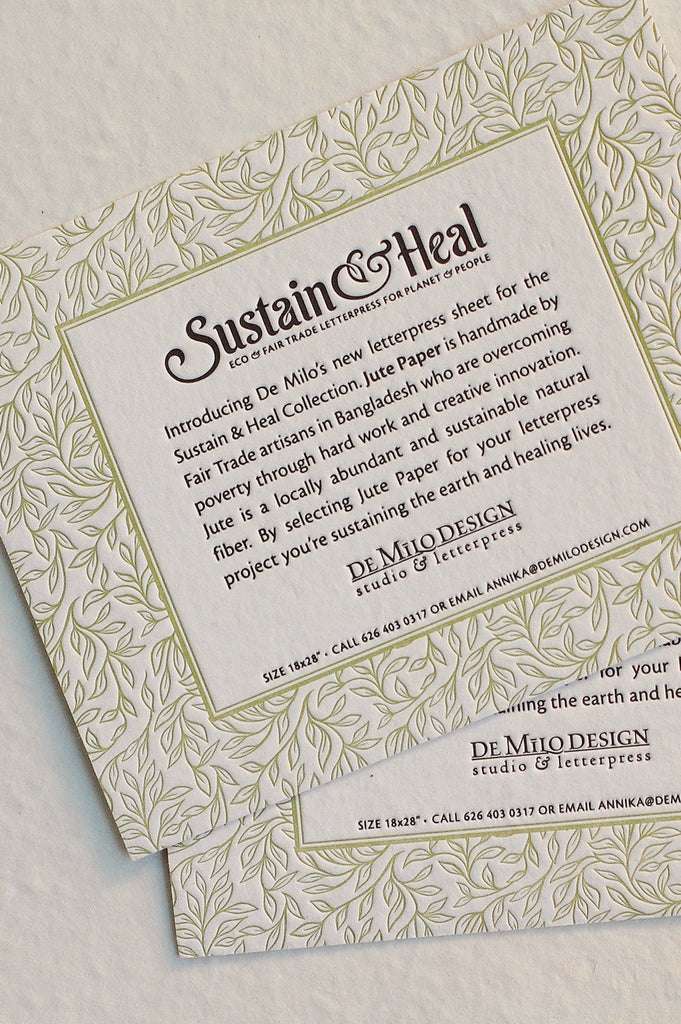 Sustain & Heal
ECO & FAIR TRADE LETTERPRESS FOR PLANET & PEOPLE
Introducing De Milo's new letterpress sheet for the
Sustain & Heal Collection. Jute Paper is handmade by
Fair Trade artisans in Bangladesh who are overcoming
poverty through hard work and creative innovation.
Jute is a locally abundant and sustainable natural
fiber. By selecting Jute Paper for your letterpress
project you're sustaining the earth and healing lives.
DE MILO DESIGN
studio & letterpress
SIZE 18x28" • CALL 626 403 0317 OR EMAIL ANNIKA@DEMILODESIGN.COM
for your
the earth and he
DE MILO DESIGN
studio & letterpress
SIZE 18x28" • CALL 626 403 0317 OR EMAIL ANNIKA@DEM